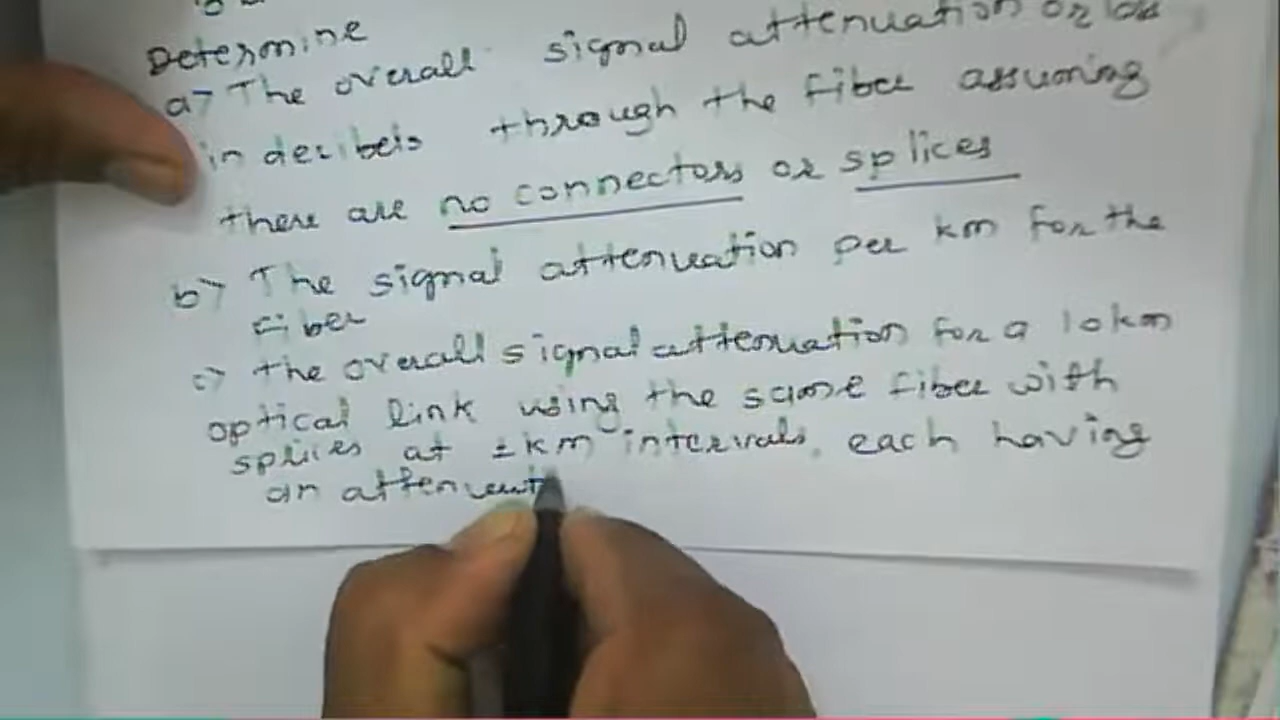 Determine
a) The overall signal attenuation or loss
in decibels through the fiber assuming
there are no connectors or splices
b) The signal attenuation per km for the
fiber
c) the overall signal attenuation for a 10km
optical link using the same fiber with
splices at 1km intervals, each having
an attenuat